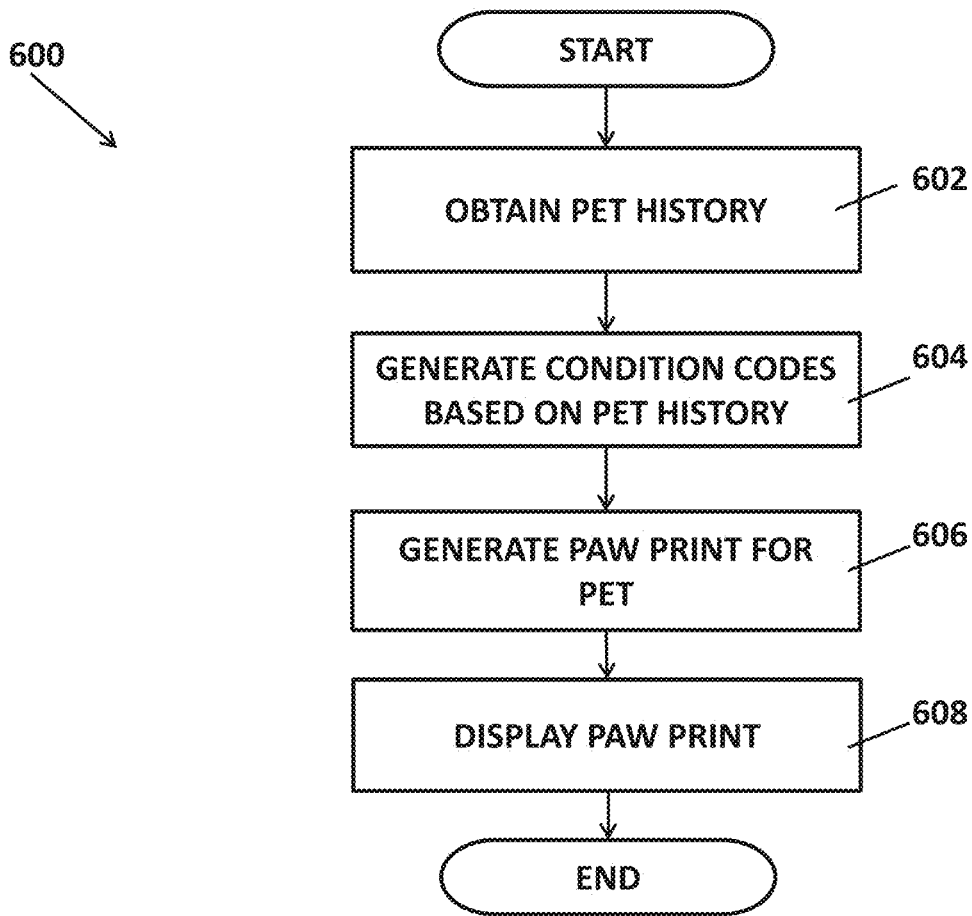 600
START
OBTAIN PET HISTORY
602
GENERATE CONDITION CODES
BASED ON PET HISTORY
604
GENERATE PAW PRINT FOR
PET
606
DISPLAY PAW PRINT
608
END